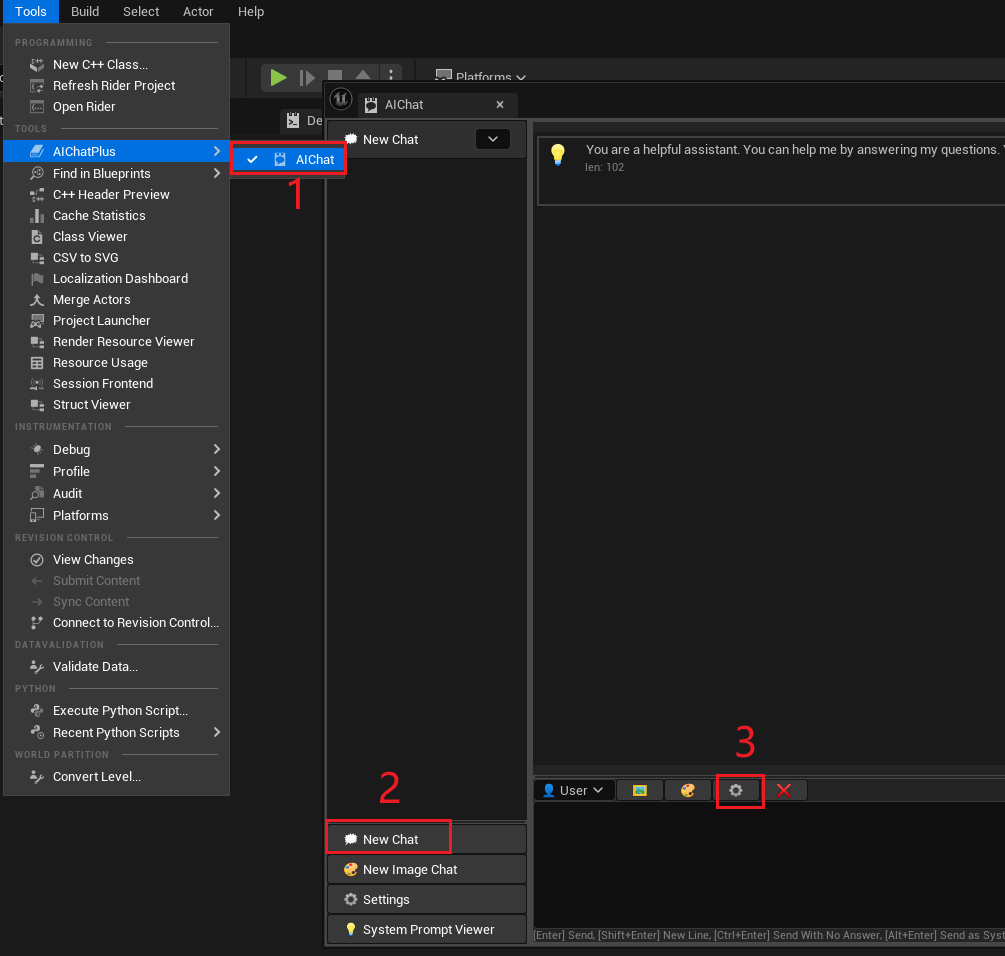 Tools
Build
Select
Actor
Help
PROGRAMMING
New C++ Class...
Refresh Rider Project
Open Rider
TOOLS
AIChatPlus
Find in Blueprints
C++ Header Preview
Cache Statistics
Class Viewer
CSV to SVG
Localization Dashboard
Merge Actors
Project Launcher
Render Resource Viewer
Resource Usage
Session Frontend
Struct Viewer
INSTRUMENTATION
Debug
Profile
Audit
Platforms
REVISION CONTROL
View Changes
Submit Content
Sync Content
Connect to Revision Control...
DATAVALIDATION
Validate Data...
PYTHON
Execute Python Script...
Recent Python Scripts
WORLD PARTITION
Convert Level...
Platforms
De
AIChat
1
AIChat
New Chat
You are a helpful assistant. You can help me by answering my questions.
len: 102
2
New Chat
New Image Chat
Settings
System Prompt Viewer
3
User
[Enter] Send, [Shift+Enter] New Line, [Ctrl+Enter] Send With No Answer, [Alt+Enter] Send as Syst